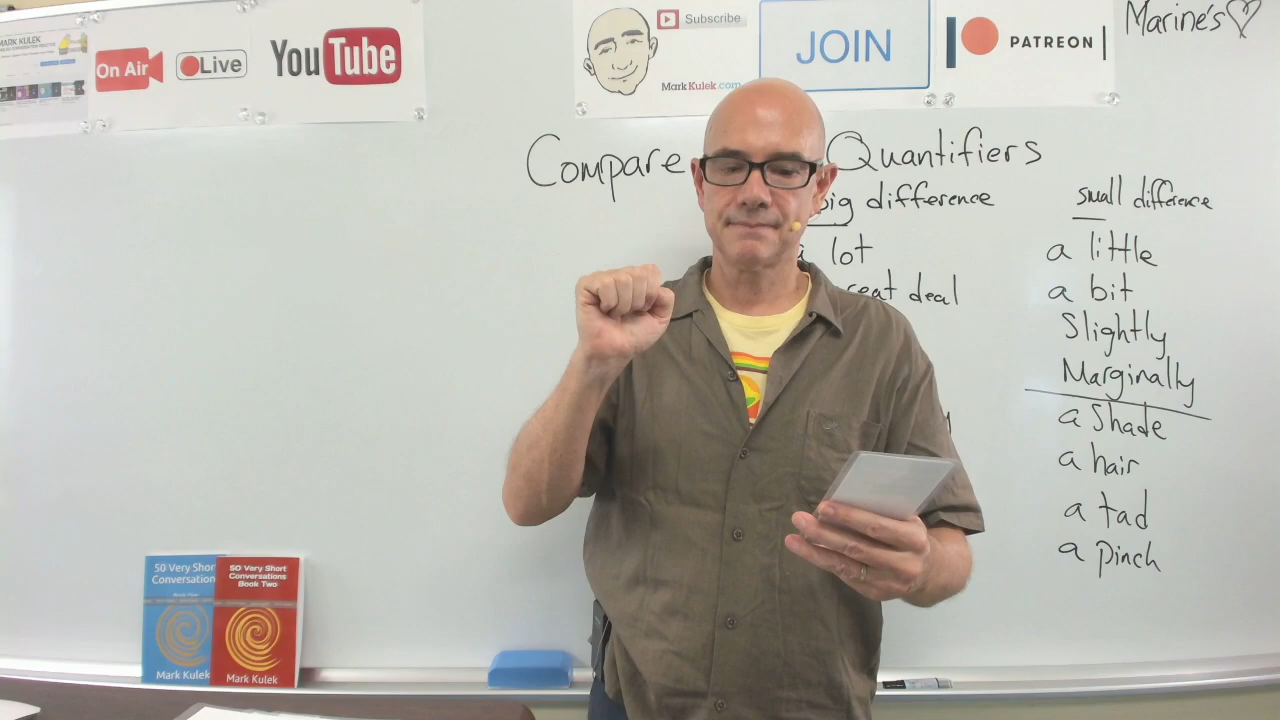 MARK KULEK
On Air
Live
YouTube
Subscribe
MarkKulek.com
JOIN
PATREON
Marine's
Compare Quantifiers
big difference
a lot
reat deal
small difference
a little
a bit
Slightly
Marginally
a shade
a hair
a tad
a pinch
50 Very Shor
Conversation
Mark Kulek
50 Very Short
Conversations
Book Two
Mark Kulek